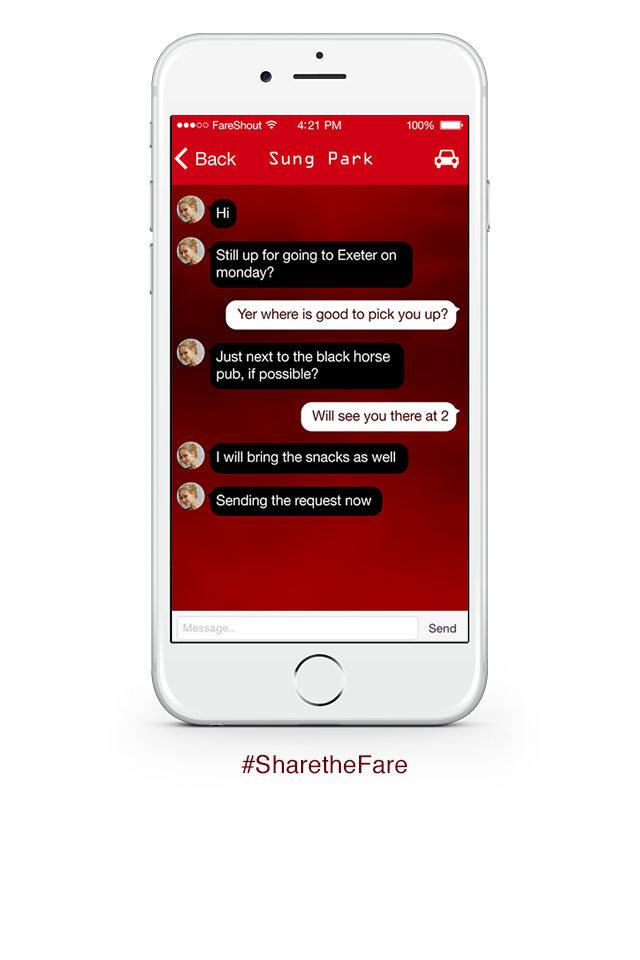 FareShout 4:21 PM 100%
Back Sung Park
Hi
Still up for going to Exeter on
monday?
Yer where is good to pick you up?
Just next to the black horse
pub, if possible?
Will see you there at 2
I will bring the snacks as well
Sending the request now
Message.. Send
#SharetheFare